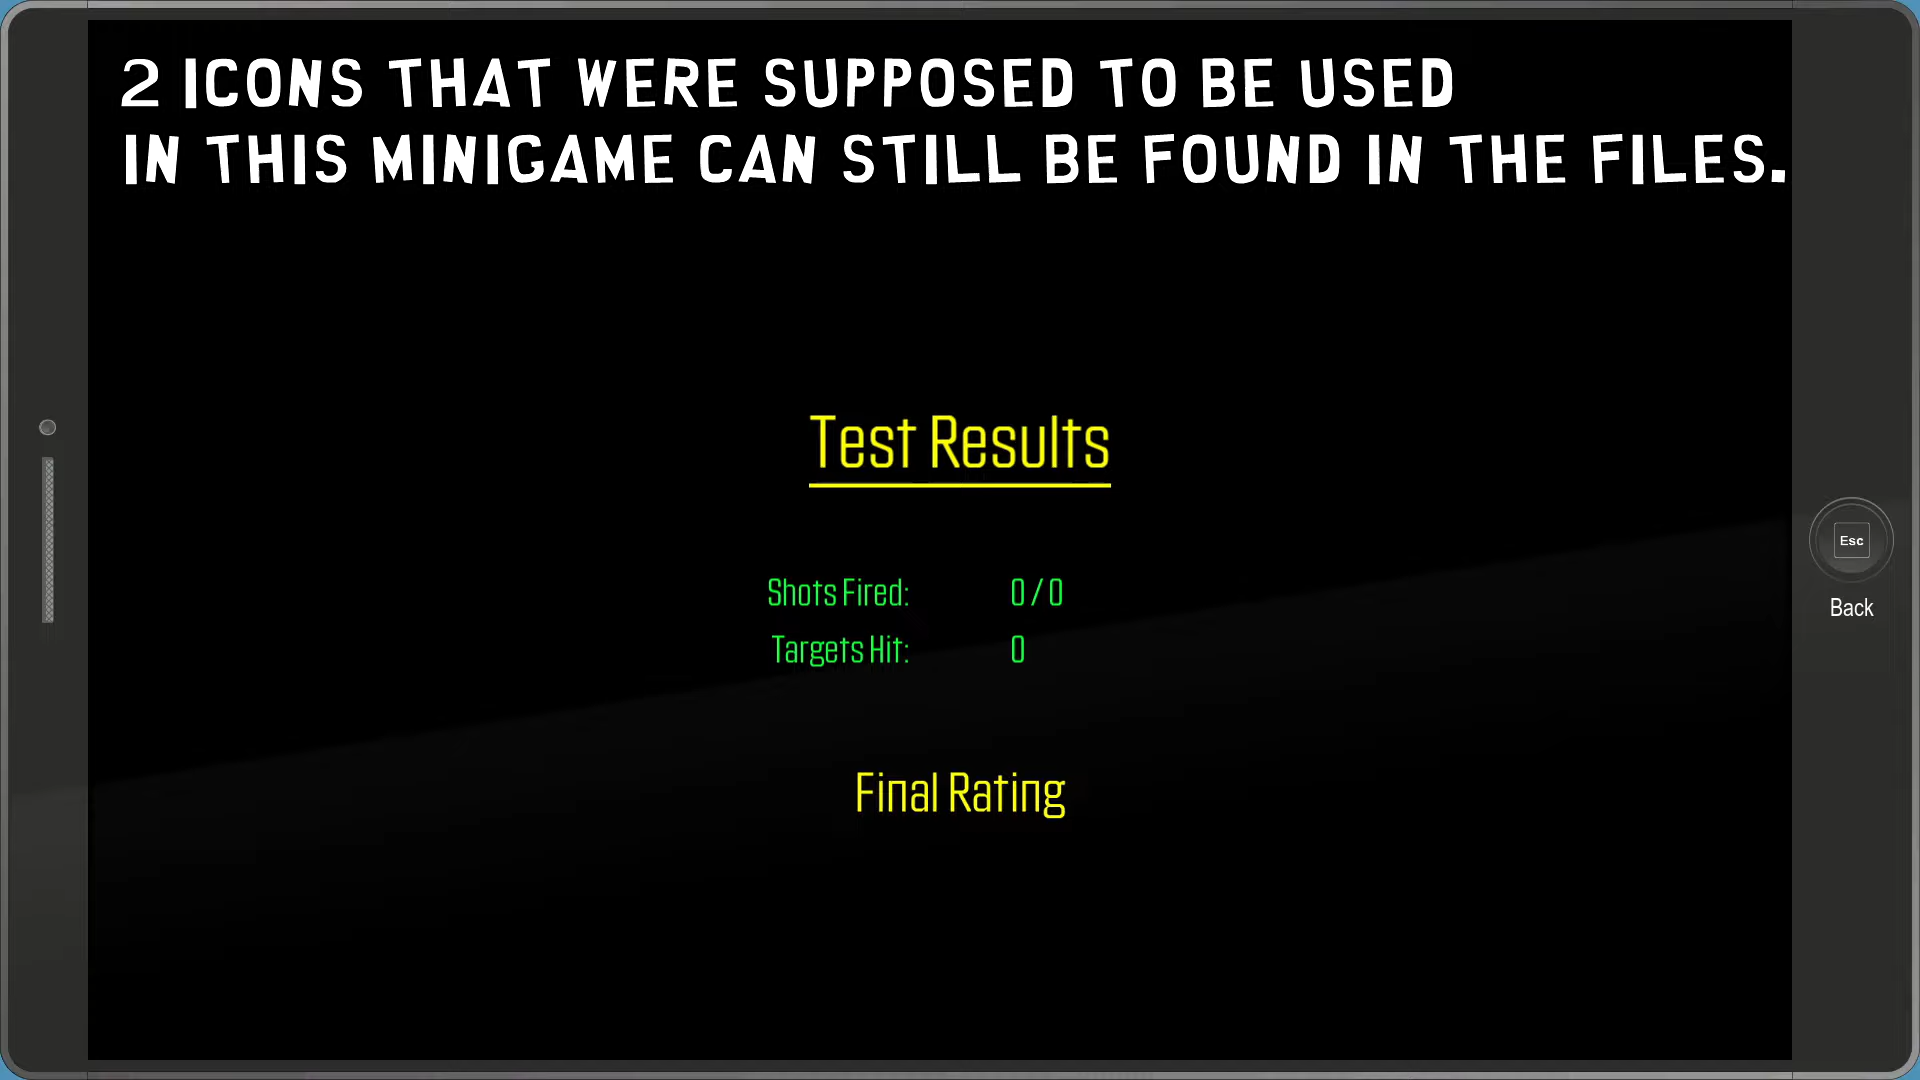 2 ICONS THAT WERE SUPPOSED TO BE USED
IN THIS MINIGAME CAN STILL BE FOUND IN THE FILES.
Test Results
Shots Fired: 0 / 0
Targets Hit: 0
Final Rating
Esc
Back